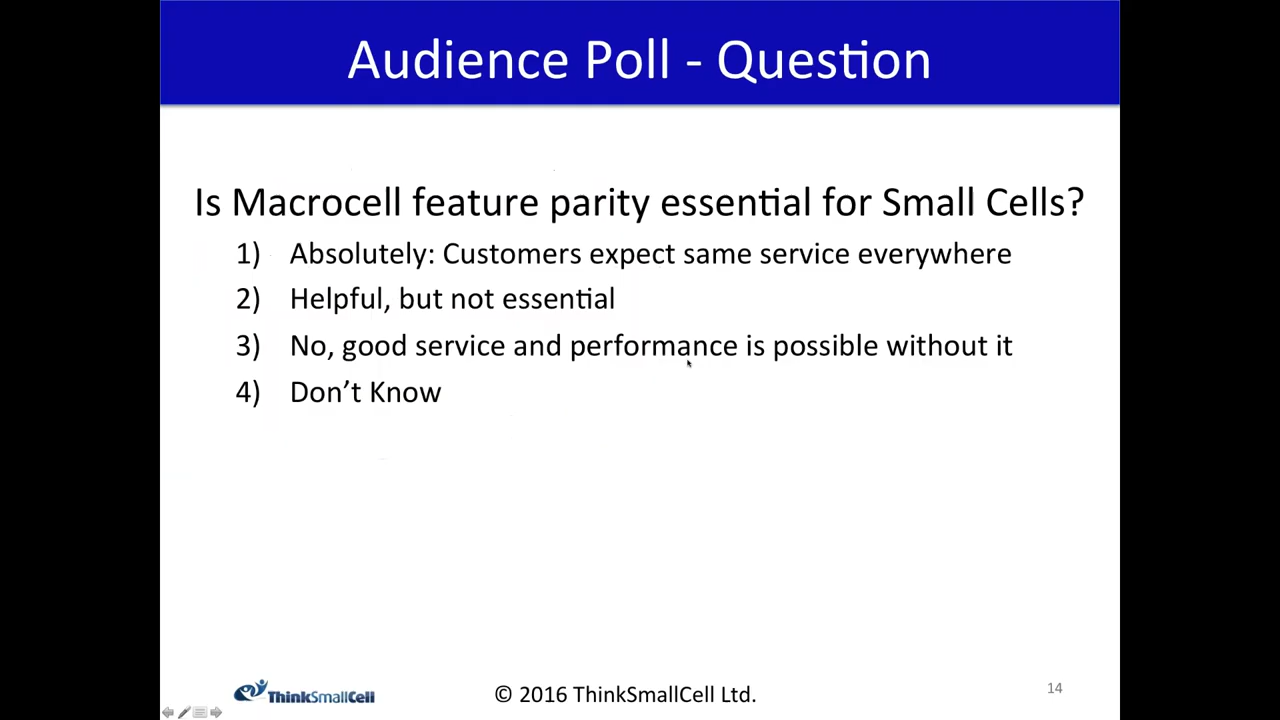 Audience Poll - Question
Is Macrocell feature parity essential for Small Cells?
1) Absolutely: Customers expect same service everywhere
2) Helpful, but not essential
3) No, good service and performance is possible without it
4) Don’t Know
ThinkSmallCell
© 2016 ThinkSmallCell Ltd.
14